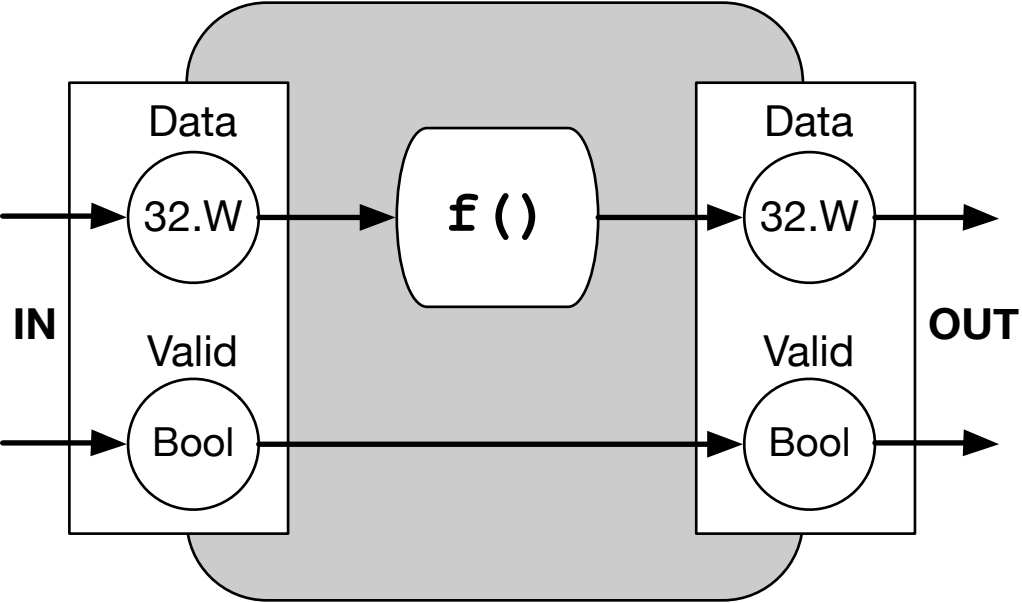 Data
32.W
IN
Valid
Bool
f()
Data
32.W
Valid
Bool
OUT